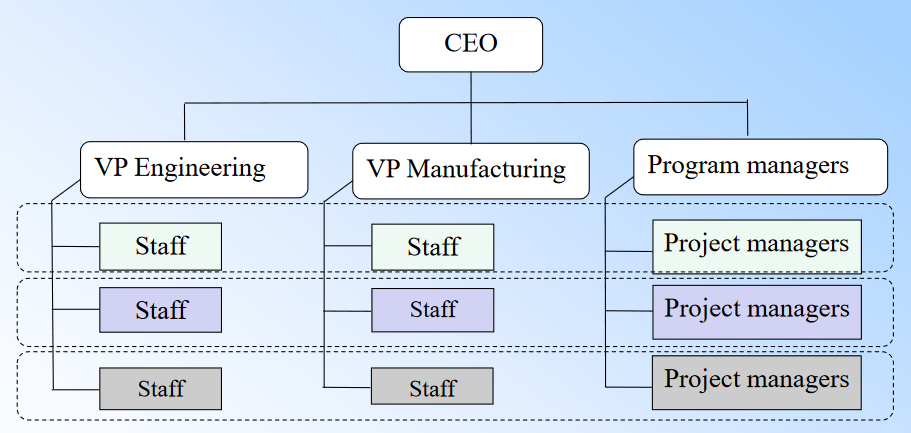 CEO
VP Engineering
VP Manufacturing
Program managers
Staff
Staff
Project managers
Staff
Staff
Project managers
Staff
Staff
Project managers